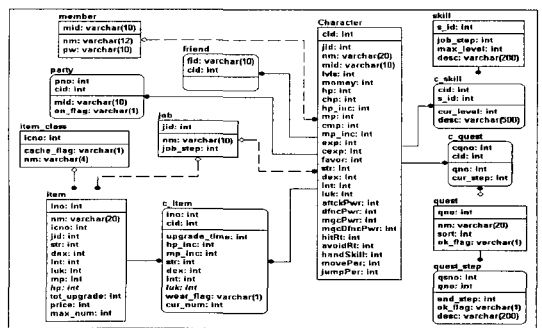 member
mid: varchar(10)
nm: varchar(12)
pw: varchar(10)
friend
fid: varchar(10)
cid: int
party
pno: int
cid: int
mid: varchar(10)
on_flag: varchar(1)
item_class
icno: int
cache_flag: varchar(1)
nm: varchar(4)
job
jid: int
nm: varchar(10)
job_step: int
item
ino: int
nm: varchar(20)
icno: int
jid: int
str: int
dex: int
int: int
luk: int
mp: int
hp: int
tot_upgrade: int
price: int
max_num: int
c_item
ino: int
cid: int
upgrade_time: int
hp_inc: int
mp_inc: int
str: int
dex: int
int: int
luk: int
wear_flag: varchar(1)
cur_num: int
Character
cid: int
jid: int
nm: varchar(20)
mid: varchar(10)
lvls: int
momey: int
hp: int
chp: int
hp_inc: int
mp: int
cmp: int
mp_inc: int
exp: int
cexp: int
favor: int
str: int
dex: int
int: int
luk: int
attckPwr: int
dfncPwr: int
mgcPwr: int
mgcDfncPwr: int
hitRt: int
avoidRt: int
handSkill: int
movePer: int
jumpPer: int
skill
s_id: int
job_step: int
max_level: int
desc: varchar(200)
c_skill
cid: int
s_id: int
cur_level: int
desc: varchar(500)
c_quest
cqno: int
cid: int
qno: int
cur_step: int
quest
qno: int
nm: varchar(20)
sort: int
ok_flag: varchar(1)
quest_step
qsno: int
qno: int
end_step: int
ok_flag: varchar(1)
desc: varchar(200)